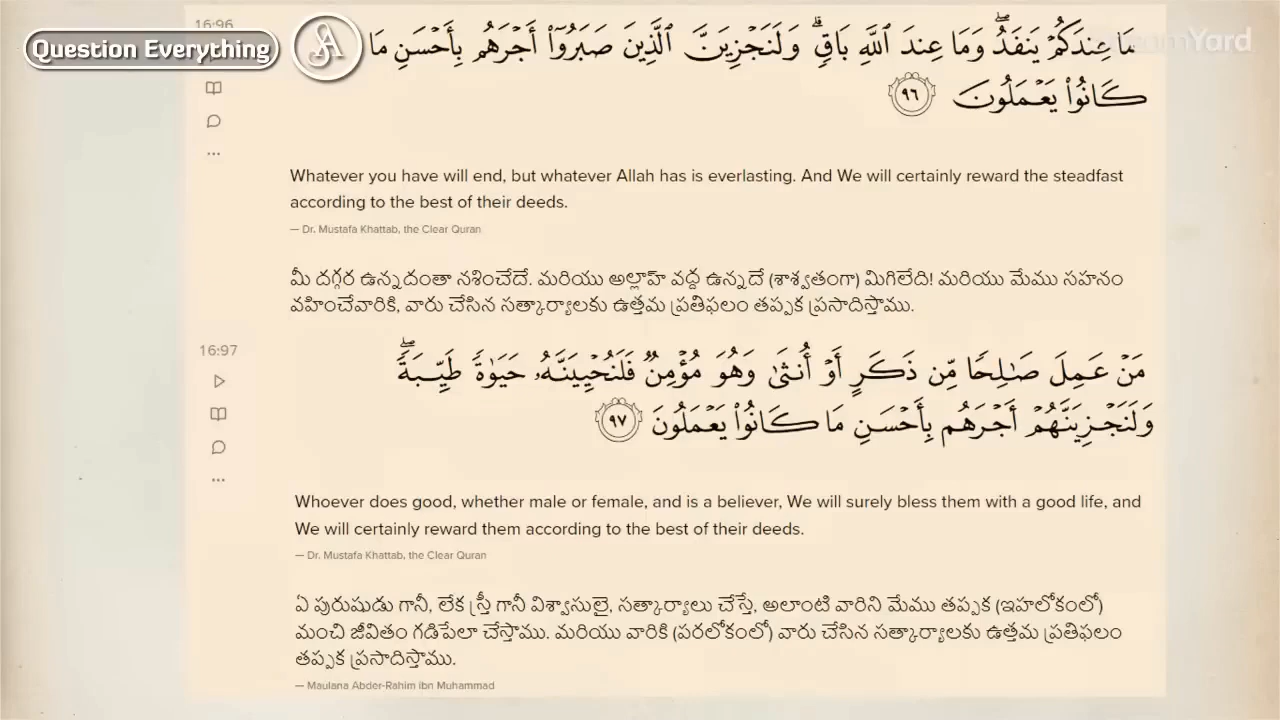 16:96
Question Everything
مَا عِندَكُمْ يَنفَدُ ۖ وَمَا عِندَ ٱللَّهِ بَاقٍۗ وَلَنَجْزِيَنَّ ٱلَّذِينَ صَبَرُوٓا۟ أَجْرَهُم بِأَحْسَنِ مَا
كَانُوا۟ يَعْمَلُونَ ٩٦
Whatever you have will end, but whatever Allah has is everlasting. And We will certainly reward the steadfast
according to the best of their deeds.
— Dr. Mustafa Khattab, the Clear Quran
మీ దగ్గర ఉన్నదంతా నశించేదే. మరియు అల్లాహ్ వద్ద ఉన్నదే (శాశ్వతంగా) మిగిలేది! మరియు మేము సహనం
వహించేవారికి, వారు చేసిన సత్కార్యాలకు ఉత్తమ ప్రతిఫలం తప్పక ప్రసాదిస్తాము.
16:97
مَنْ عَمِلَ صَـٰلِحًا مِّن ذَكَرٍ أَوْ أُنثَىٰ وَهُوَ مُؤْمِنٌ فَلَنُحْيِيَنَّهُۥ حَيَوٰةً طَيِّبَةً ۖ
وَلَنَجْزِيَنَّهُمْ أَجْرَهُم بِأَحْسَنِ مَا كَانُوا۟ يَعْمَلُونَ ٩٧
Whoever does good, whether male or female, and is a believer, We will surely bless them with a good life, and
We will certainly reward them according to the best of their deeds.
— Dr. Mustafa Khattab, the Clear Quran
ఏ పురుషుడు గానీ, లేక స్త్రీ గానీ విశ్వాసులై, సత్కార్యాలు చేస్తే, అలాంటి వారిని మేము తప్పక (ఇహలోకంలో)
మంచి జీవితం గడిపేలా చేస్తాము. మరియు వారికి (పరలోకంలో) వారు చేసిన సత్కార్యాలకు ఉత్తమ ప్రతిఫలం
తప్పక ప్రసాదిస్తాము.
— Maulana Abder-Rahim ibn Muhammad